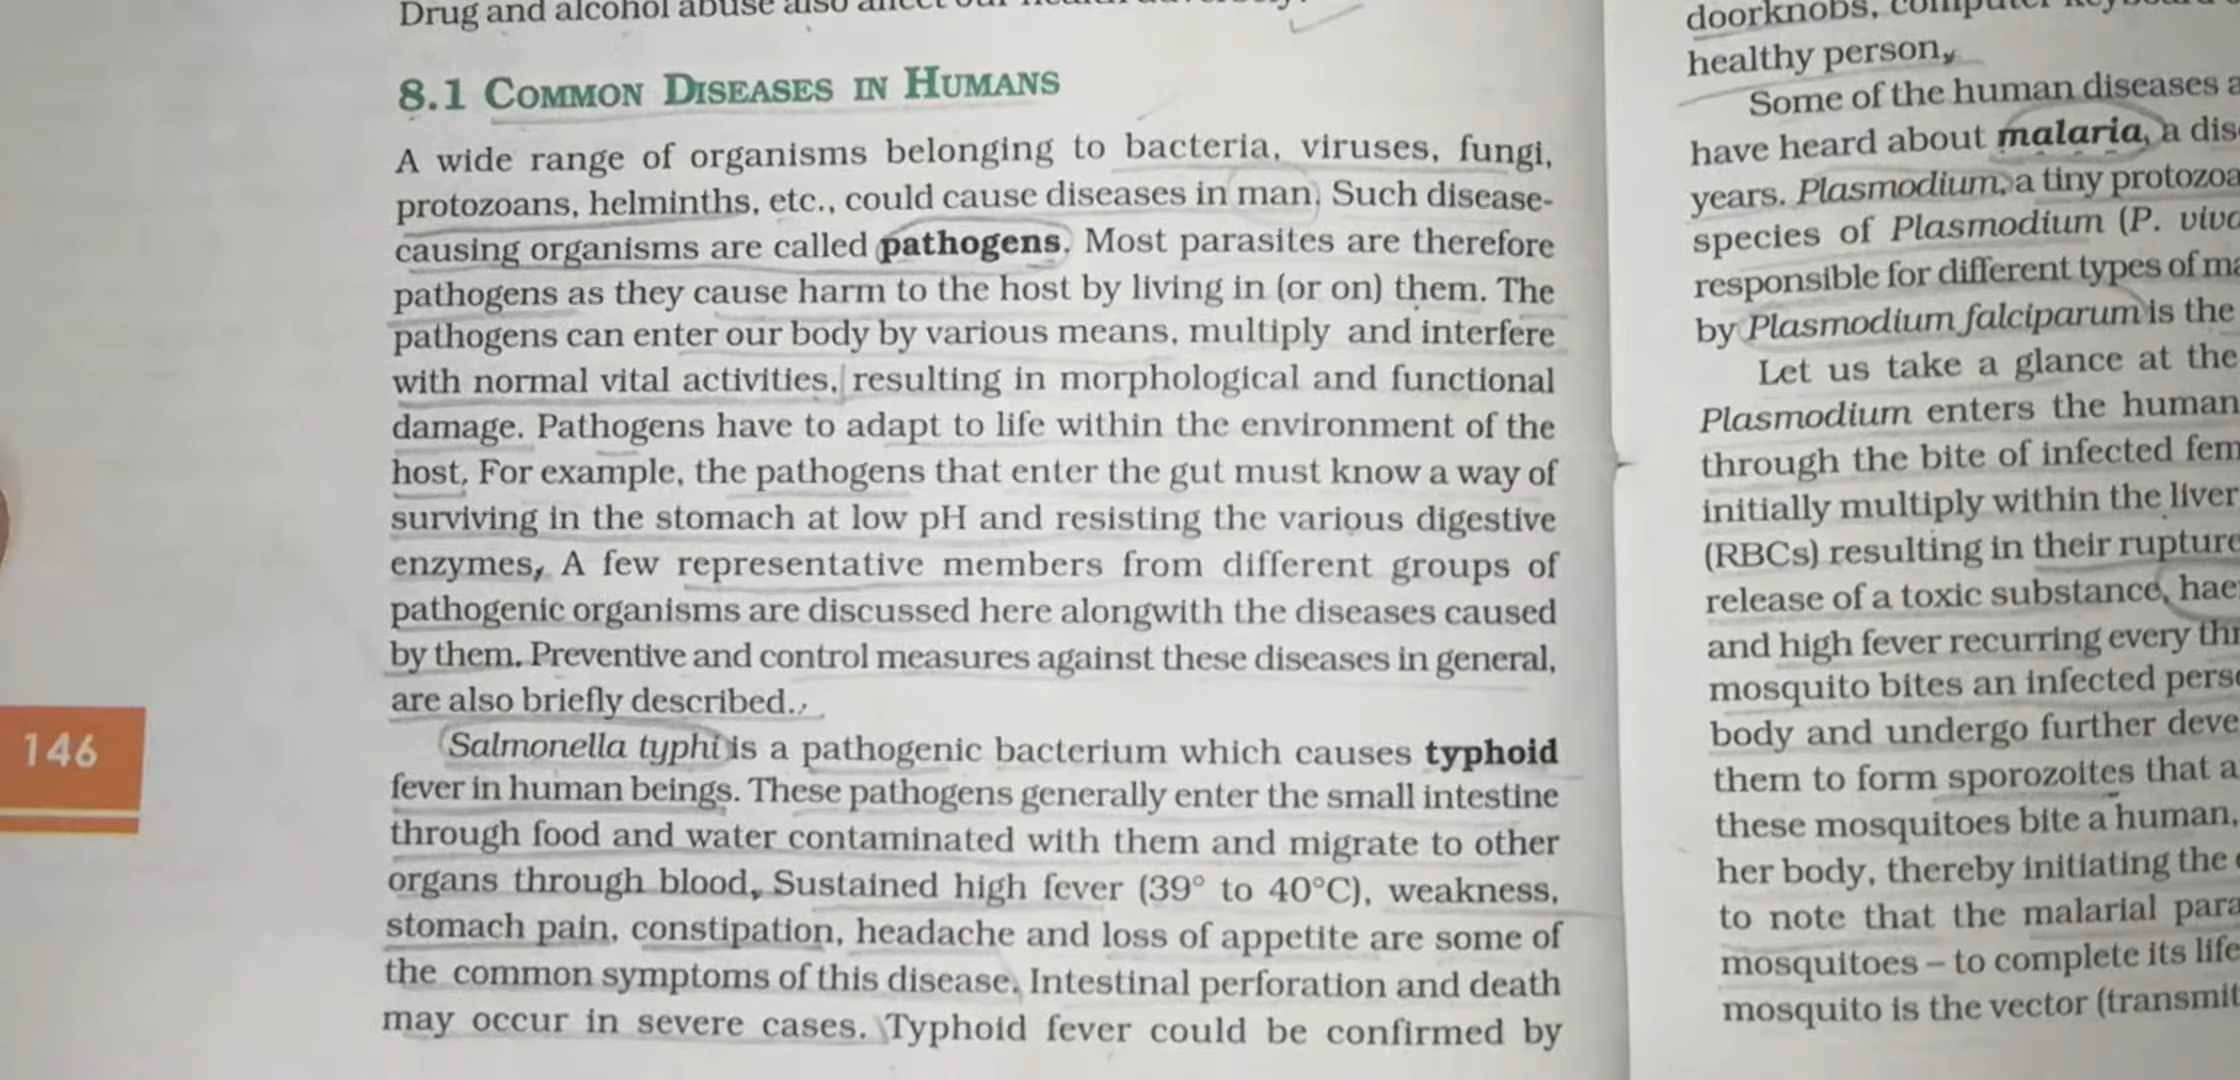 Drug and alcohol abuse also affect our health adversely.
8.1 COMMON DISEASES IN HUMANS
A wide range of organisms belonging to bacteria, viruses, fungi,
protozoans, helminths, etc., could cause diseases in man. Such disease-
causing organisms are called pathogens. Most parasites are therefore
pathogens as they cause harm to the host by living in (or on) them. The
pathogens can enter our body by various means, multiply and interfere
with normal vital activities, resulting in morphological and functional
damage. Pathogens have to adapt to life within the environment of the
host. For example, the pathogens that enter the gut must know a way of
surviving in the stomach at low pH and resisting the various digestive
enzymes. A few representative members from different groups of
pathogenic organisms are discussed here alongwith the diseases caused
by them. Preventive and control measures against these diseases in general,
are also briefly described.
Salmonella typhi is a pathogenic bacterium which causes typhoid
fever in human beings. These pathogens generally enter the small intestine
through food and water contaminated with them and migrate to other
organs through blood. Sustained high fever (39° to 40°C), weakness,
stomach pain, constipation, headache and loss of appetite are some of
the common symptoms of this disease. Intestinal perforation and death
may occur in severe cases. Typhoid fever could be confirmed by
146
doorknobs, computer
healthy person.
Some of the human diseases
have heard about malaria, a
years. Plasmodium, a tiny
species of Plasmodium (P.
responsible for different types of
by Plasmodium falciparum is the
Let us take a glance at the
Plasmodium enters the human
through the bite of infected
initially multiply within the liver
(RBCs) resulting in their rupture
release of a toxic substance,
and high fever recurring every
mosquito bites an infected
body and undergo further
them to form sporozoites that
these mosquitoes bite a human,
her body, thereby initiating the
to note that the malarial
mosquitoes – to complete its life
mosquito is the vector